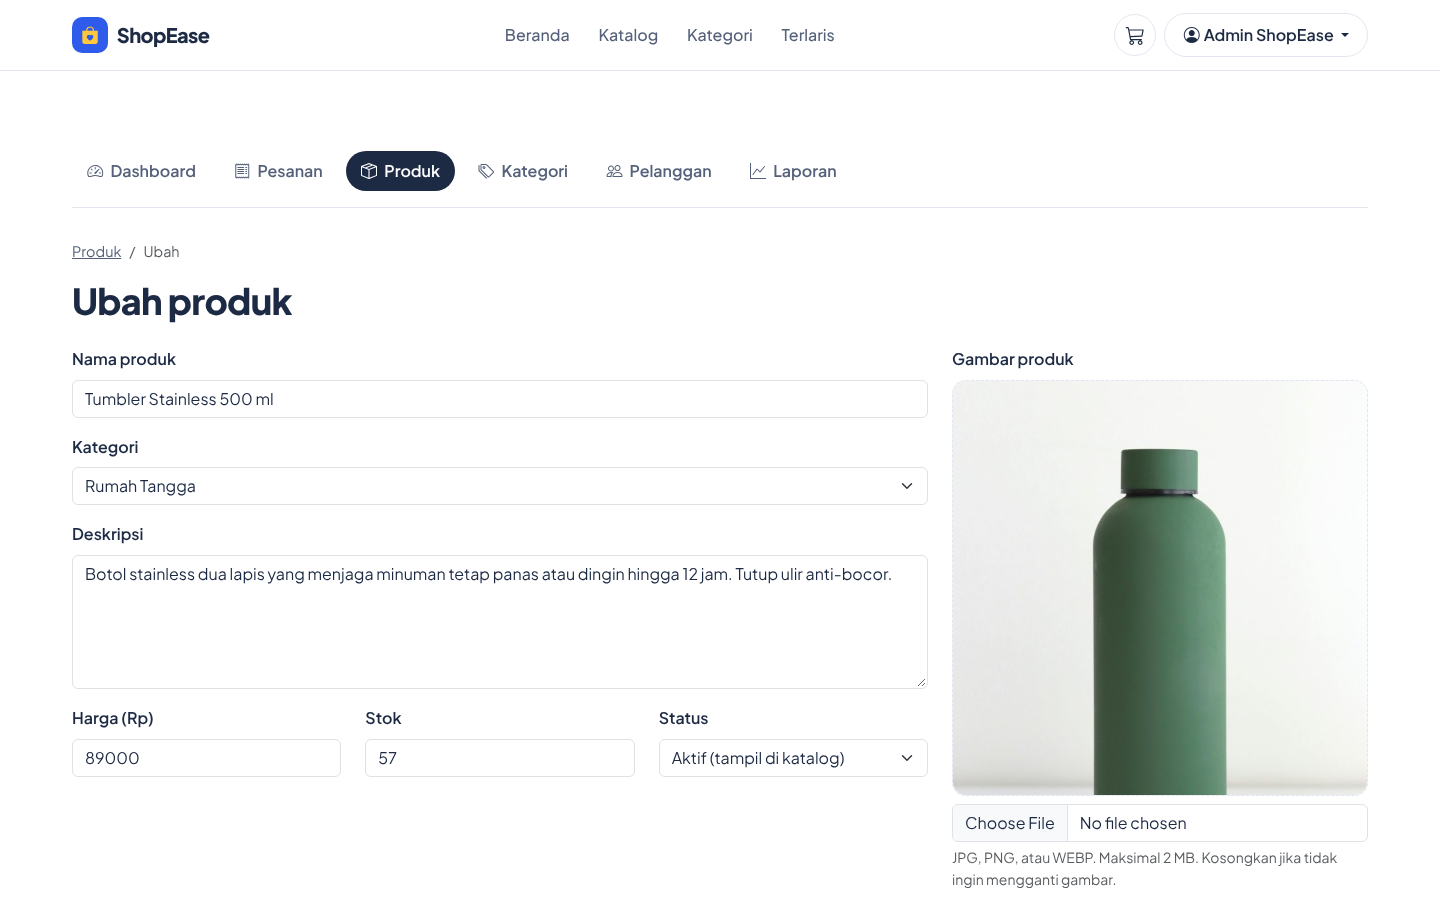 ShopEase
Beranda
Katalog
Kategori
Terlaris
Admin ShopEase
Dashboard
Pesanan
Produk
Kategori
Pelanggan
Laporan
Produk / Ubah
Ubah produk
Nama produk
Tumbler Stainless 500 ml
Kategori
Rumah Tangga
Deskripsi
Botol stainless dua lapis yang menjaga minuman tetap panas atau dingin hingga 12 jam. Tutup ulir anti-bocor.
Harga (Rp)
89000
Stok
57
Status
Aktif (tampil di katalog)
Gambar produk
Choose File
No file chosen
JPG, PNG, atau WEBP. Maksimal 2 MB. Kosongkan jika tidak
ingin mengganti gambar.